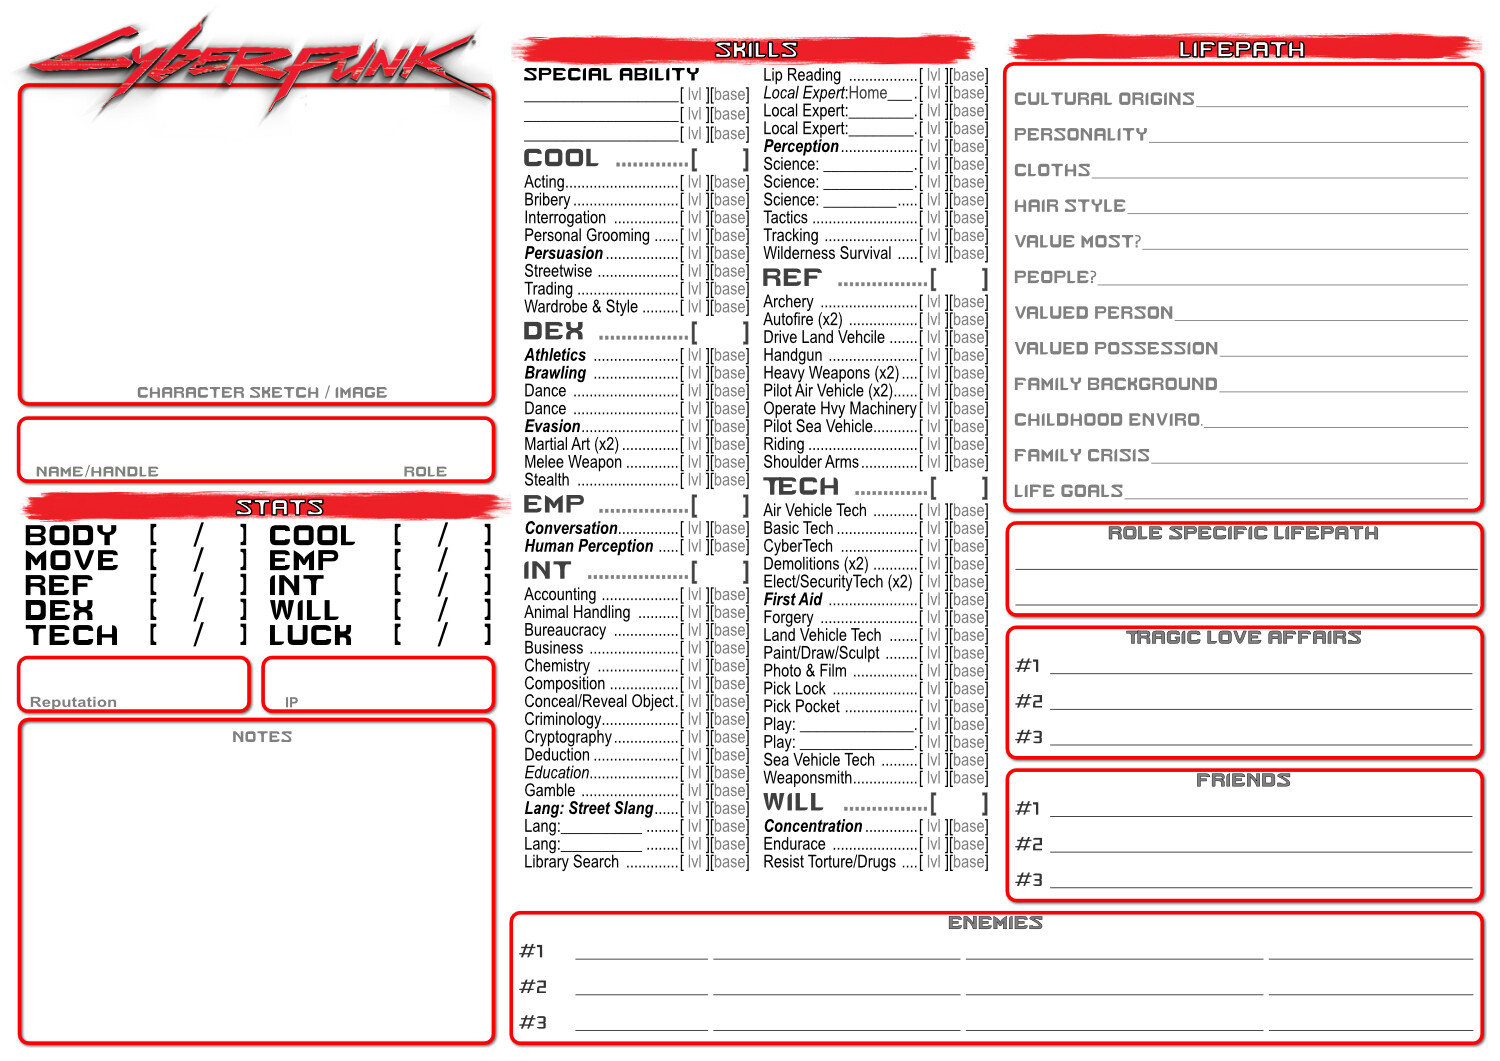 CYBERPUNK
CHARACTER SKETCH / IMAGE
NAME/HANDLE ROLE
STATS
BODY [ / ] COOL [ / ]
MOVE [ / ] EMP [ / ]
REF [ / ] INT [ / ]
DEX [ / ] WILL [ / ]
TECH [ / ] LUCK [ / ]
Reputation IP
NOTES
SKILLS
SPECIAL ABILITY
___________________[ lvl ][base]
___________________[ lvl ][base]
___________________[ lvl ][base]
COOL .............[ ]
Acting............................[ lvl ][base]
Bribery..........................[ lvl ][base]
Interrogation ................[ lvl ][base]
Personal Grooming ......[ lvl ][base]
Persuasion..................[ lvl ][base]
Streetwise ....................[ lvl ][base]
Trading .........................[ lvl ][base]
Wardrobe & Style .........[ lvl ][base]
DEX ................[ ]
Athletics .....................[ lvl ][base]
Brawling .....................[ lvl ][base]
Dance ..........................[ lvl ][base]
Dance ..........................[ lvl ][base]
Evasion........................[ lvl ][base]
Martial Art (x2) ..............[ lvl ][base]
Melee Weapon .............[ lvl ][base]
Stealth ..........................[ lvl ][base]
EMP ..............[ ]
Conversation...............[ lvl ][base]
Human Perception .....[ lvl ][base]
INT ..................[ ]
Accounting ...................[ lvl ][base]
Animal Handling ............[ lvl ][base]
Bureaucracy ................[ lvl ][base]
Business ......................[ lvl ][base]
Chemistry ....................[ lvl ][base]
Composition .................[ lvl ][base]
Conceal/Reveal Object.[ lvl ][base]
Criminology...................[ lvl ][base]
Cryptography................[ lvl ][base]
Deduction .....................[ lvl ][base]
Education......................[ lvl ][base]
Gamble ........................[ lvl ][base]
Lang: Street Slang......[ lvl ][base]
Lang:__________ ........[ lvl ][base]
Lang:__________ ........[ lvl ][base]
Library Search .............[ lvl ][base]
Lip Reading .................[ lvl ][base]
Local Expert:Home___.[ lvl ][base]
Local Expert:________.[ lvl ][base]
Local Expert:________.[ lvl ][base]
Perception...................[ lvl ][base]
Science: ___________.[ lvl ][base]
Science: ___________.[ lvl ][base]
Science: _________.....[ lvl ][base]
Tactics ..........................[ lvl ][base]
Tracking .......................[ lvl ][base]
Wilderness Survival .....[ lvl ][base]
REF ................[ ]
Archery ........................[ lvl ][base]
Autofire (x2) .................[ lvl ][base]
Drive Land Vehcile .......[ lvl ][base]
Handgun ......................[ lvl ][base]
Heavy Weapons (x2)....[ lvl ][base]
Pilot Air Vehicle (x2)......[ lvl ][base]
Operate Hvy Machinery[ lvl ][base]
Pilot Sea Vehicle...........[ lvl ][base]
Riding ...........................[ lvl ][base]
Shoulder Arms..............[ lvl ][base]
TECH ..............[ ]
Air Vehicle Tech ...........[ lvl ][base]
Basic Tech....................[ lvl ][base]
CyberTech ...................[ lvl ][base]
Demolitions (x2) ............[ lvl ][base]
Elect/SecurityTech (x2) [ lvl ][base]
First Aid ......................[ lvl ][base]
Forgery ........................[ lvl ][base]
Land Vehicle Tech .......[ lvl ][base]
Paint/Draw/Sculpt ........[ lvl ][base]
Photo & Film .................[ lvl ][base]
Pick Lock .....................[ lvl ][base]
Pick Pocket ..................[ lvl ][base]
Play: ______________.[ lvl ][base]
Play: ______________.[ lvl ][base]
Sea Vehicle Tech .........[ lvl ][base]
Weaponsmith................[ lvl ][base]
WILL ...............[ ]
Concentration.............[ lvl ][base]
Endurace .....................[ lvl ][base]
Resist Torture/Drugs ....[ lvl ][base]
LIFEPATH
CULTURAL ORIGINS
PERSONALITY
CLOTHS
HAIR STYLE
VALUE MOST?
PEOPLE?
VALUED PERSON
VALUED POSSESSION
FAMILY BACKGROUND
CHILDHOOD ENVIRO.
FAMILY CRISIS
LIFE GOALS
ROLE SPECIFIC LIFEPATH
TRAGIC LOVE AFFAIRS
#1
#2
#3
FRIENDS
#1
#2
#3
ENEMIES
#1
#2
#3